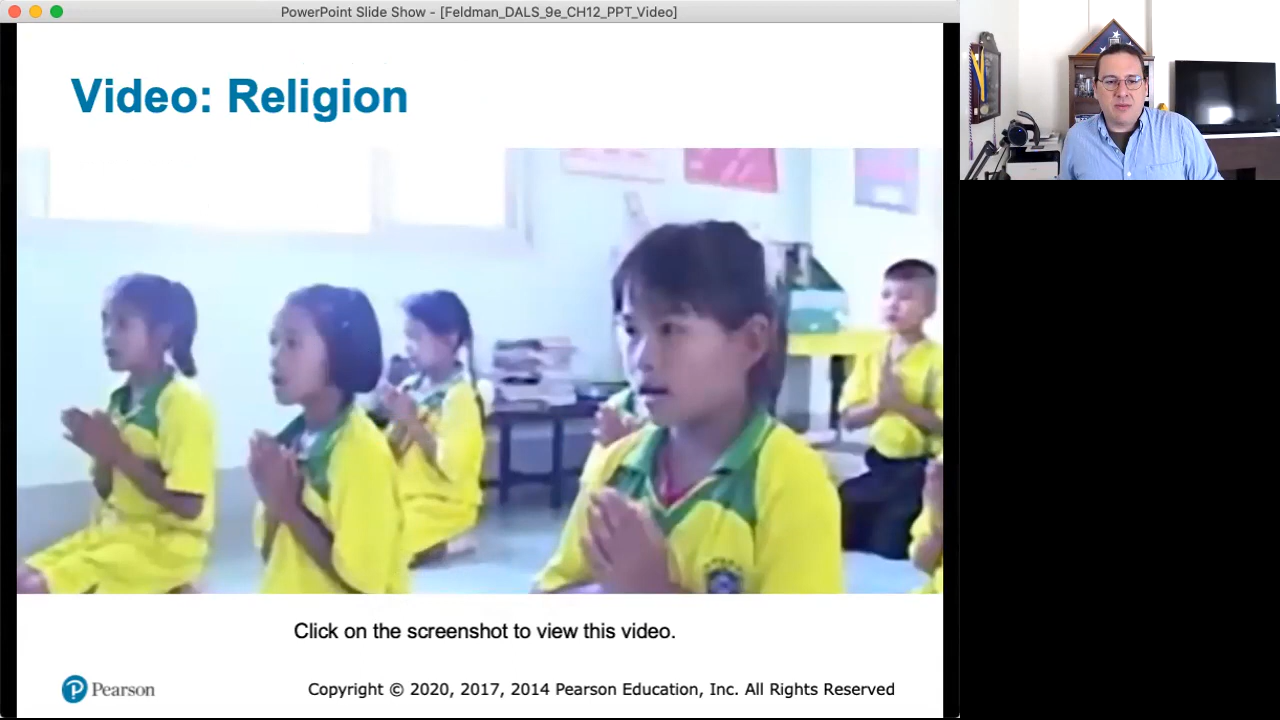 PowerPoint Slide Show - [Feldman_DALS_9e_CH12_PPT_Video]
Video: Religion
Click on the screenshot to view this video.
Pearson
Copyright © 2020, 2017, 2014 Pearson Education, Inc. All Rights Reserved